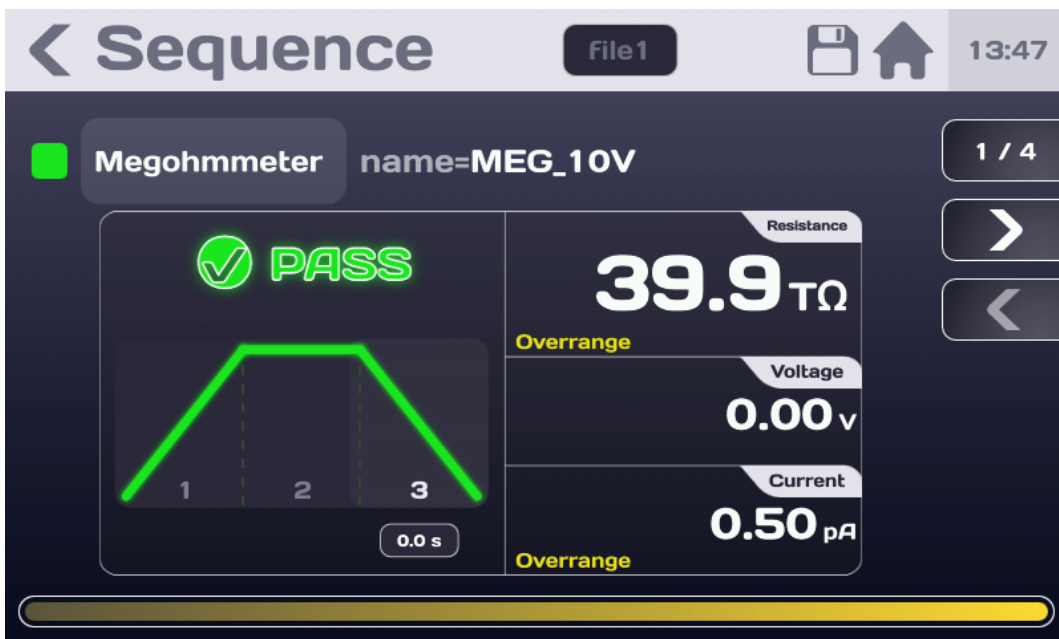 Sequence
file1
13:47
Megohmmeter
name=MEG_10V
1 / 4
PASS
1
2
3
0.0 s
Resistance
39.9 TΩ
Overrange
Voltage
0.00 v
Current
0.50 pA
Overrange